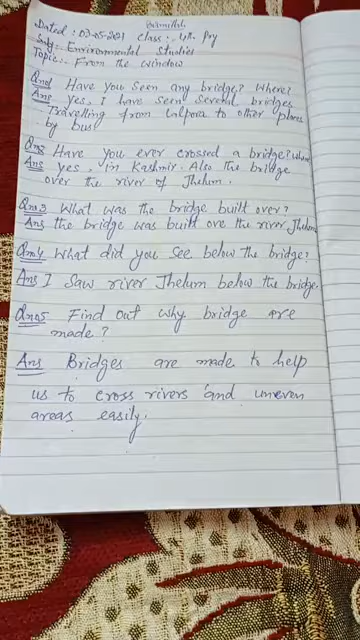 Bismillah
Dated: 03-05-2021 Class:- 4th Pry
Sub:- Environmental Studies
Topic:- From the window
Qno1 Have you seen any bridge? Where?
Ans yes, I have seen several bridges
Travelling from Lalpora to other places
by bus.
Qno2 Have you ever crossed a bridge? where
Ans yes, in Kashmir. Also the bridge
over the river of Jhelum.
Qno3 What was the bridge built over?
Ans the bridge was built ove the river Jhelum
Qno4 What did you see below the bridge?
Ans I Saw river Jhelum below the bridge
Qno5 Find out why bridge are
made?
Ans Bridges are made to help
us to cross rivers and uneven
areas easily.